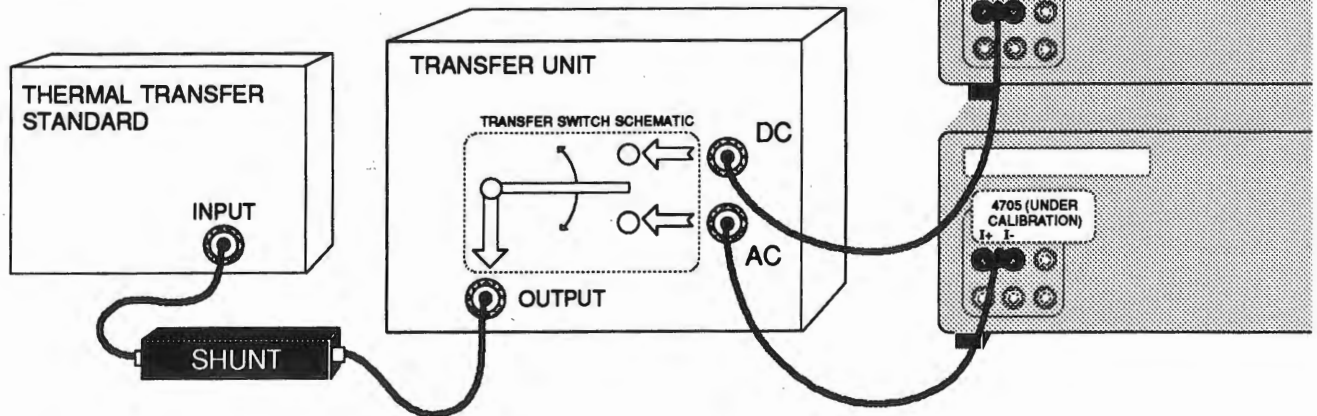 THERMAL TRANSFER
STANDARD
INPUT
SHUNT
TRANSFER UNIT
TRANSFER SWITCH SCHEMATIC
DC
AC
OUTPUT
4705 (UNDER
CALIBRATION)
I+ I-